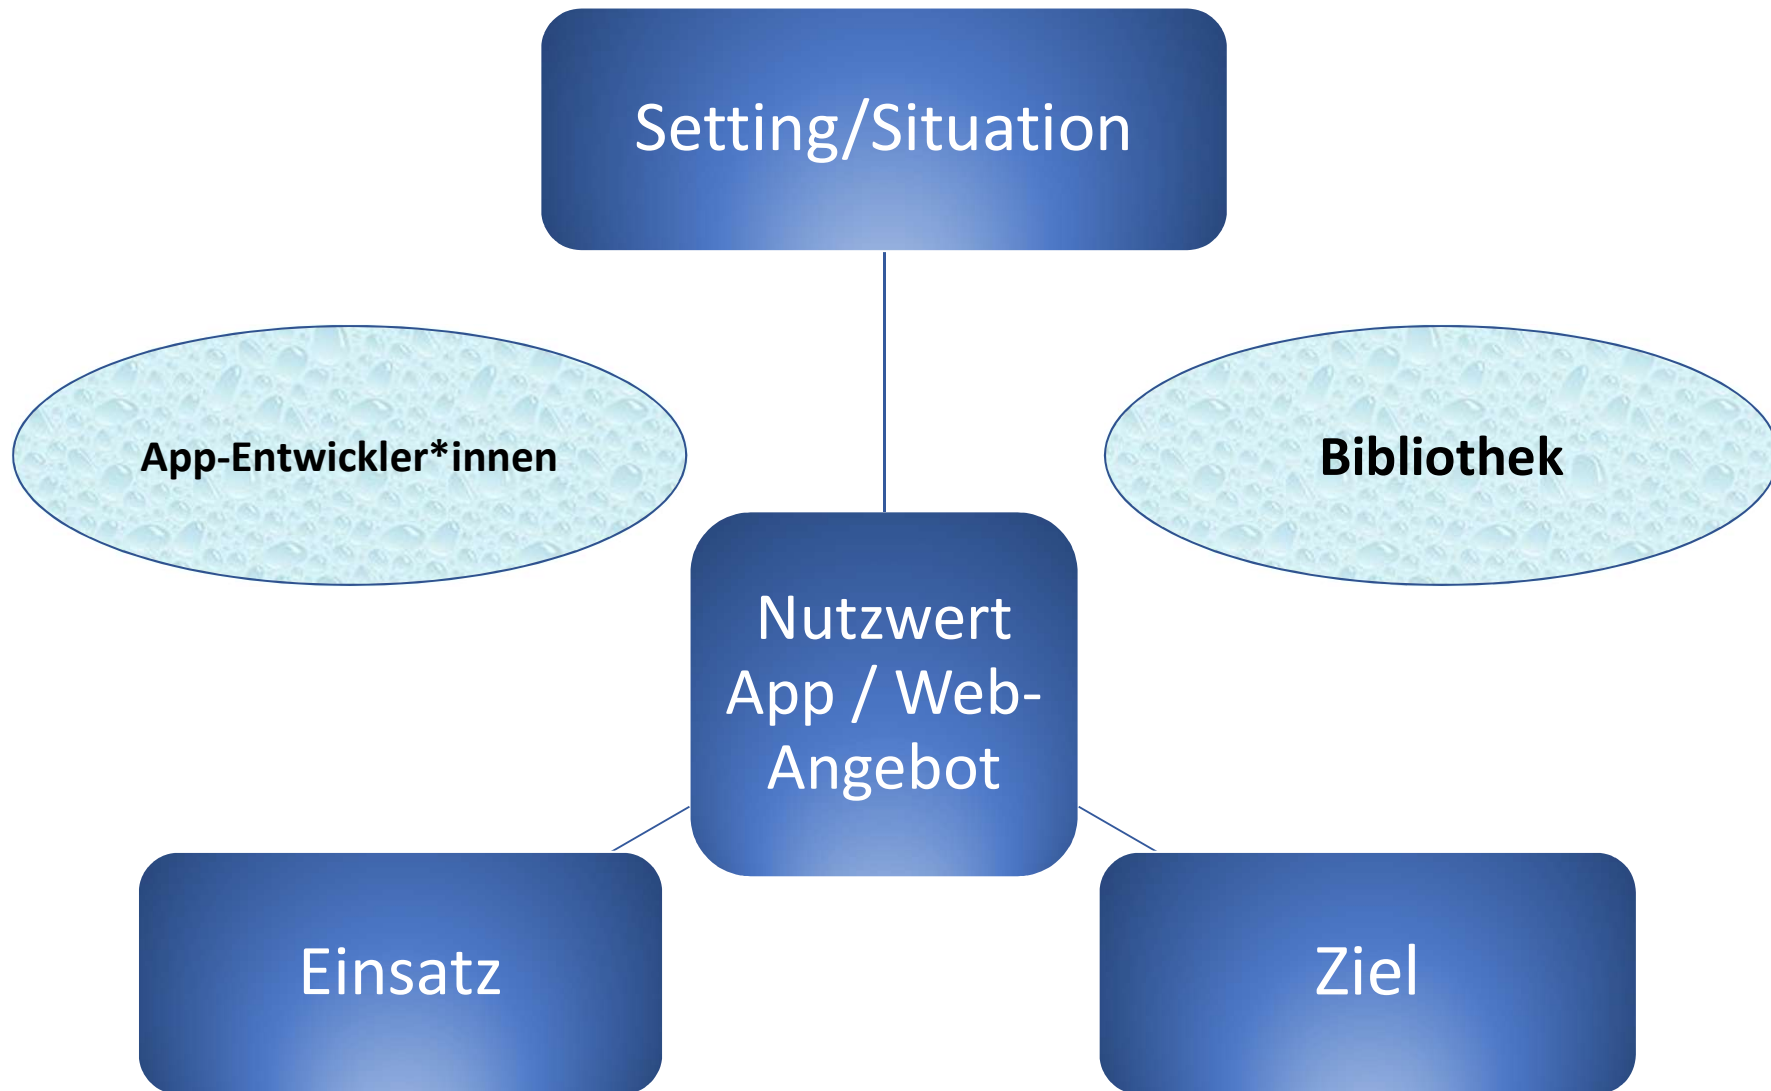 Setting/Situation
App-Entwickler*innen
Bibliothek
Nutzwert
App / Web-
Angebot
Einsatz
Ziel